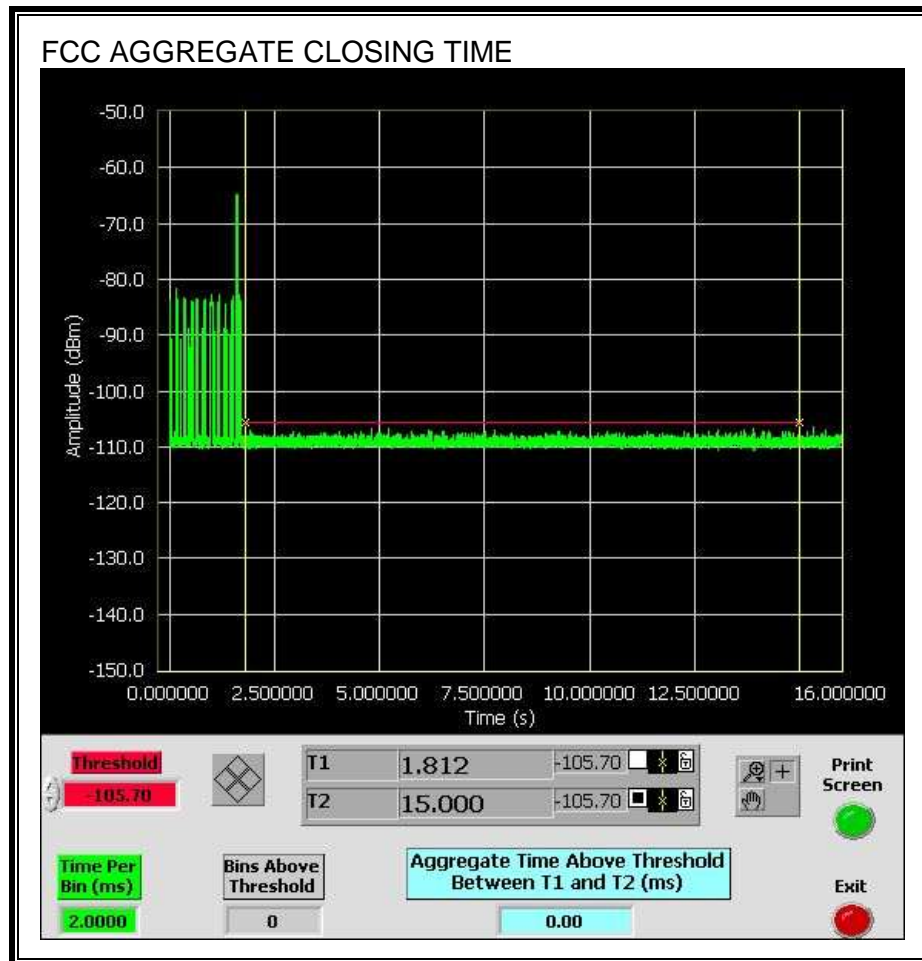 FCC AGGREGATE CLOSING TIME
-50.0
-60.0
-70.0
-80.0
-90.0
-100.0
-110.0
-120.0
-130.0
-140.0
-150.0
Amplitude (dBm)
0.000000 2.500000 5.000000 7.500000 10.000000 12.500000 16.000000
Time (s)
Threshold
-105.70
T1 1.812 -105.70
T2 15.000 -105.70
Print
Screen
Time Per
Bin (ms)
2.0000
Bins Above
Threshold
0
Aggregate Time Above Threshold
Between T1 and T2 (ms)
0.00
Exit